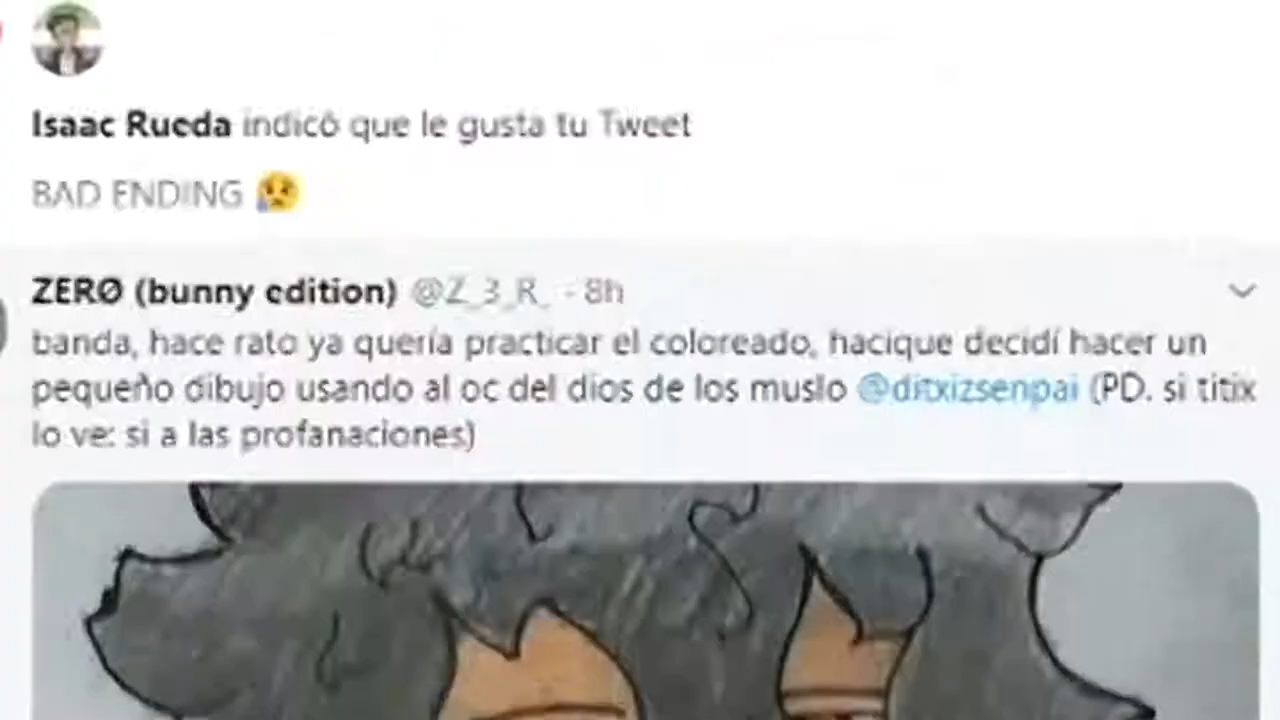 Isaac Rueda indicó que le gusta tu Tweet
BAD ENDING 😥
ZERØ (bunny edition) @Z_3_R_ · 8h
banda, hace rato ya quería practicar el coloreado, hacique decidí hacer un
pequeño dibujo usando al oc del dios de los muslo @ditxizsenpai (PD. si titix
lo ve: si a las profanaciones)